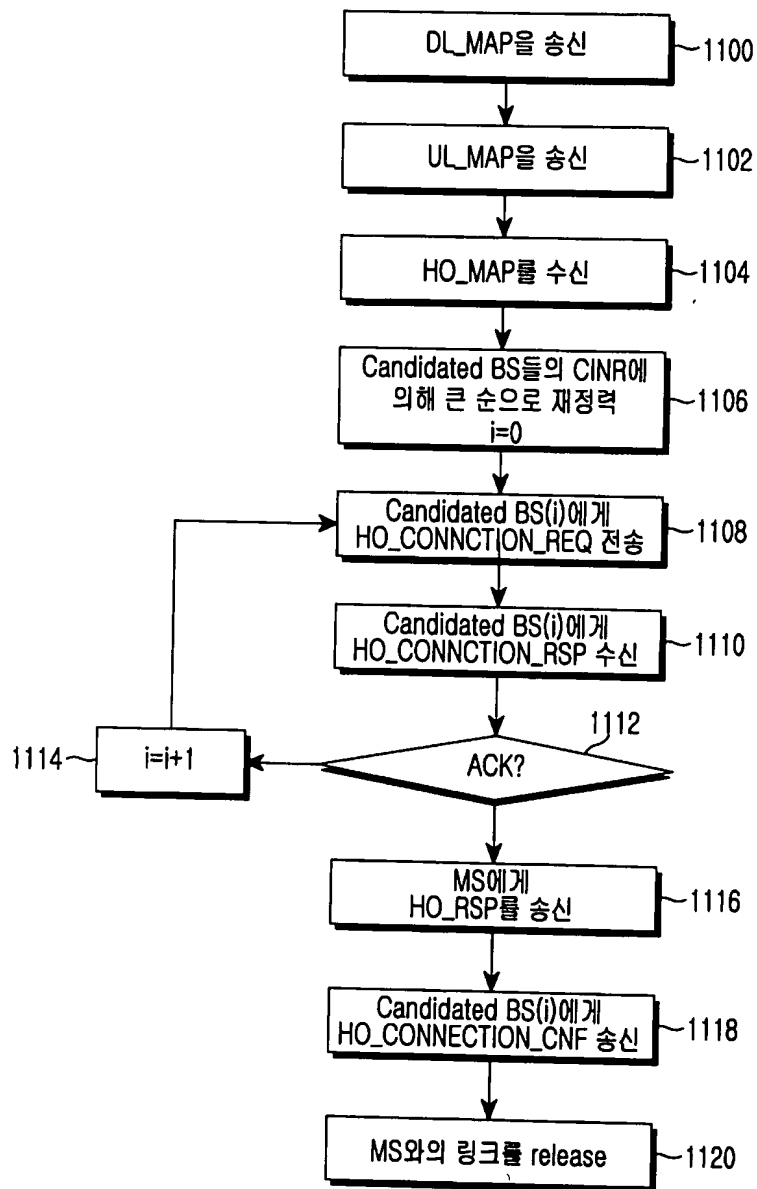 DL_MAP을 송신
1100
UL_MAP을 송신
1102
HO_MAP를 수신
1104
Candidated BS들의 CINR에
의해 큰 순으로 재정력
i=0
1106
Candidated BS(i)에게
HO_CONNCTION_REQ 전송
1108
Candidated BS(i)에게
HO_CONNCTION_RSP 수신
1110
1112
ACK?
1114
i=i+1
MS에게
HO_RSP를 송신
1116
Candidated BS(i)에게
HO_CONNECTION_CNF 송신
1118
MS와의 링크를 release
1120